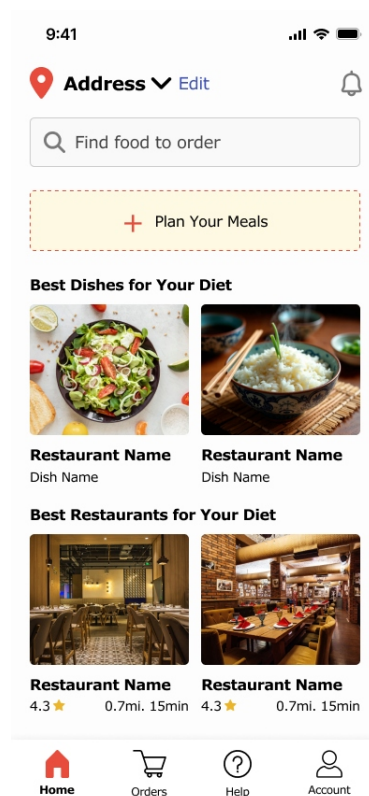 9:41
Address Edit
Find food to order
+ Plan Your Meals
Best Dishes for Your Diet
Restaurant Name Restaurant Name
Dish Name Dish Name
Best Restaurants for Your Diet
Restaurant Name Restaurant Name
4.3 0.7mi. 15min 4.3 0.7mi. 15min
Home Orders Help Account